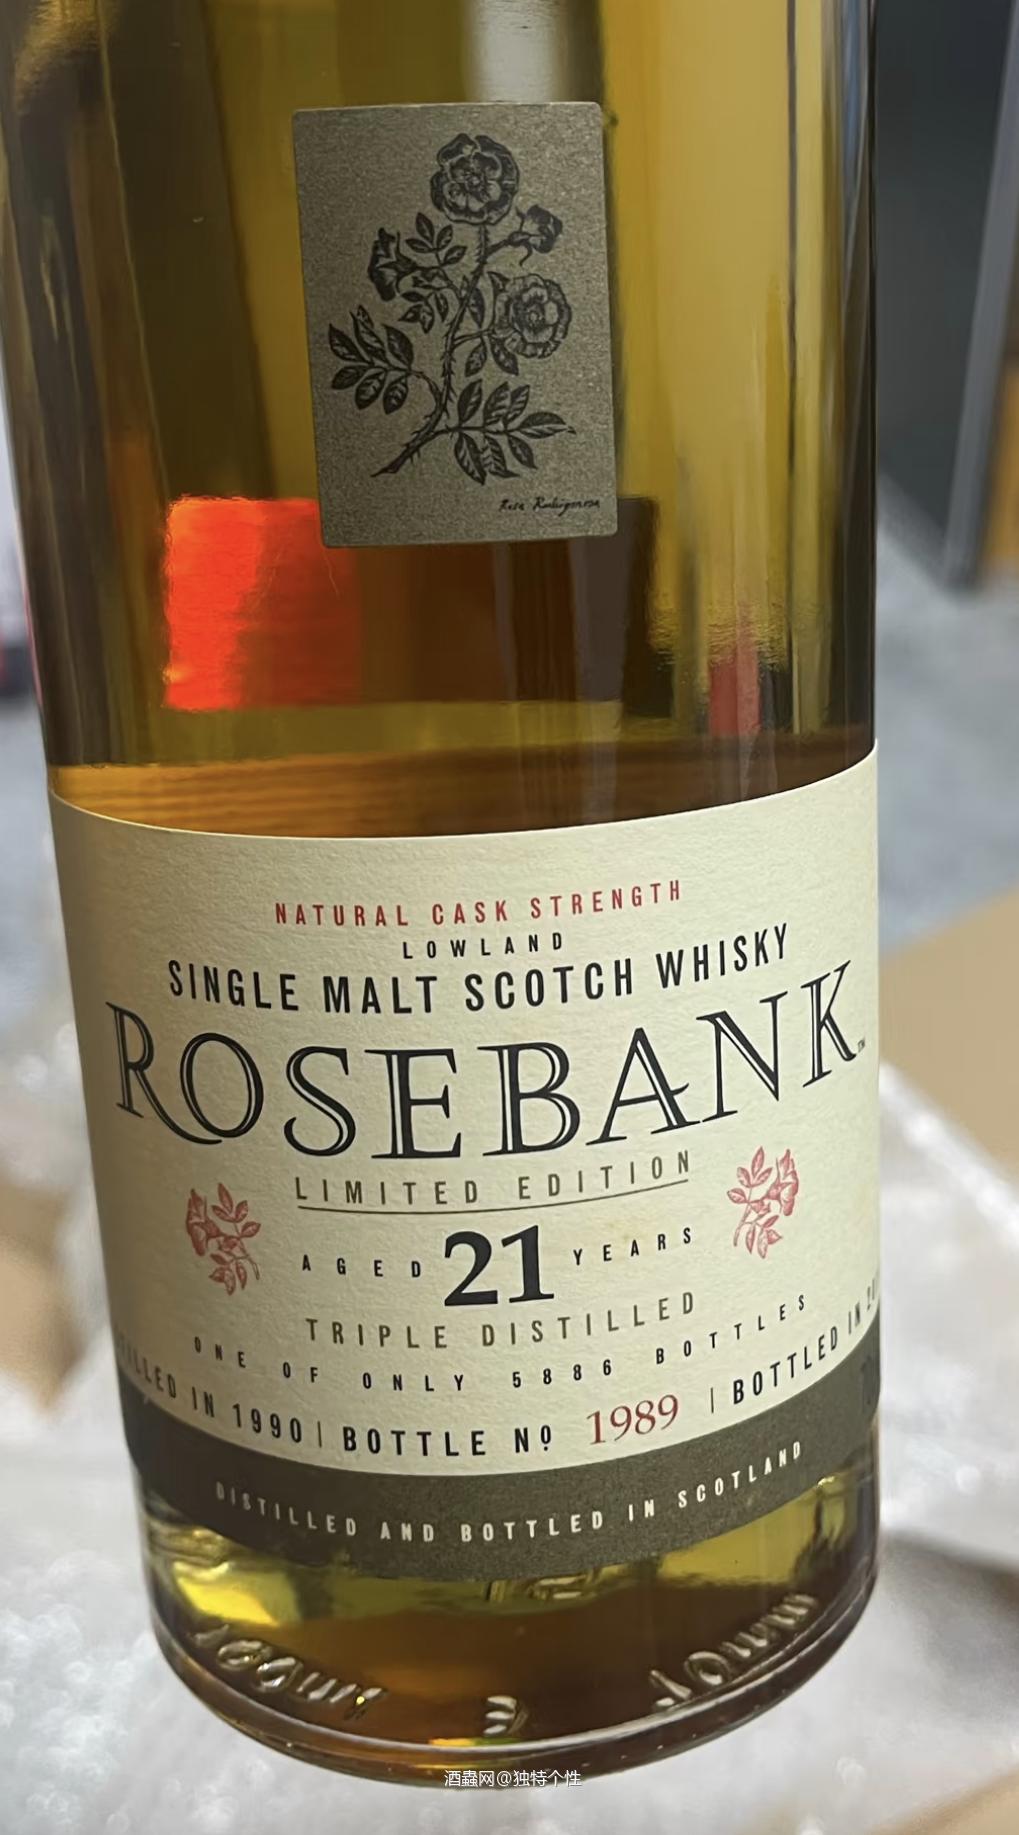 Rosa Rubiginosa
NATURAL CASK STRENGTH
LOWLAND
SINGLE MALT SCOTCH WHISKY
ROSEBANK™
LIMITED EDITION
AGED 21 YEARS
TRIPLE DISTILLED
ONE OF ONLY 5886 BOTTLES
IN 1990 | BOTTLE Nº 1989 | BOTTLED IN
DISTILLED AND BOTTLED IN SCOTLAND
酒蟲网@独特个性